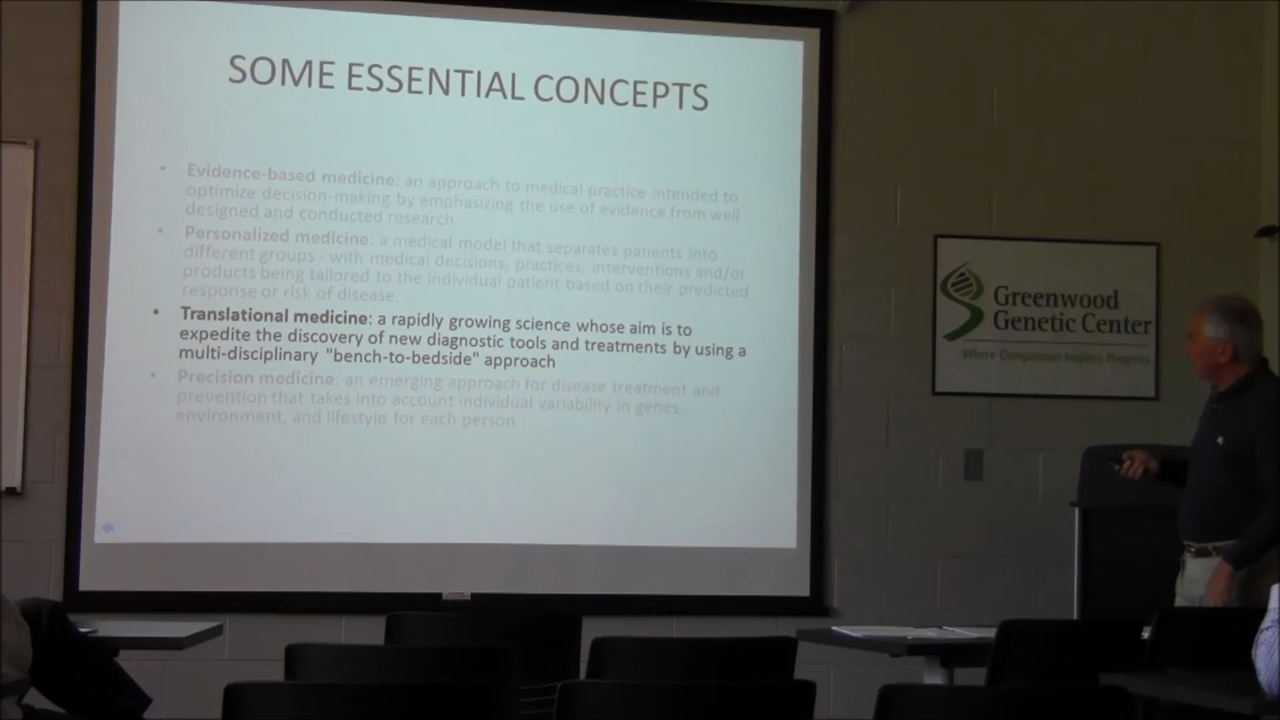 SOME ESSENTIAL CONCEPTS
• Evidence-based medicine: an approach to medical practice intended to
optimize decision-making by emphasizing the use of evidence from well
designed and conducted research
• Personalized medicine: a medical model that separates patients into
different groups - with medical decisions, practices, interventions and/or
products being tailored to the individual patient based on their predicted
response or risk of disease.
• Translational medicine: a rapidly growing science whose aim is to
expedite the discovery of new diagnostic tools and treatments by using a
multi-disciplinary "bench-to-bedside" approach
• Precision medicine: an emerging approach for disease treatment and
prevention that takes into account individual variability in genes,
environment, and lifestyle for each person
Greenwood
Genetic Center
Where Compassion Inspires Progress